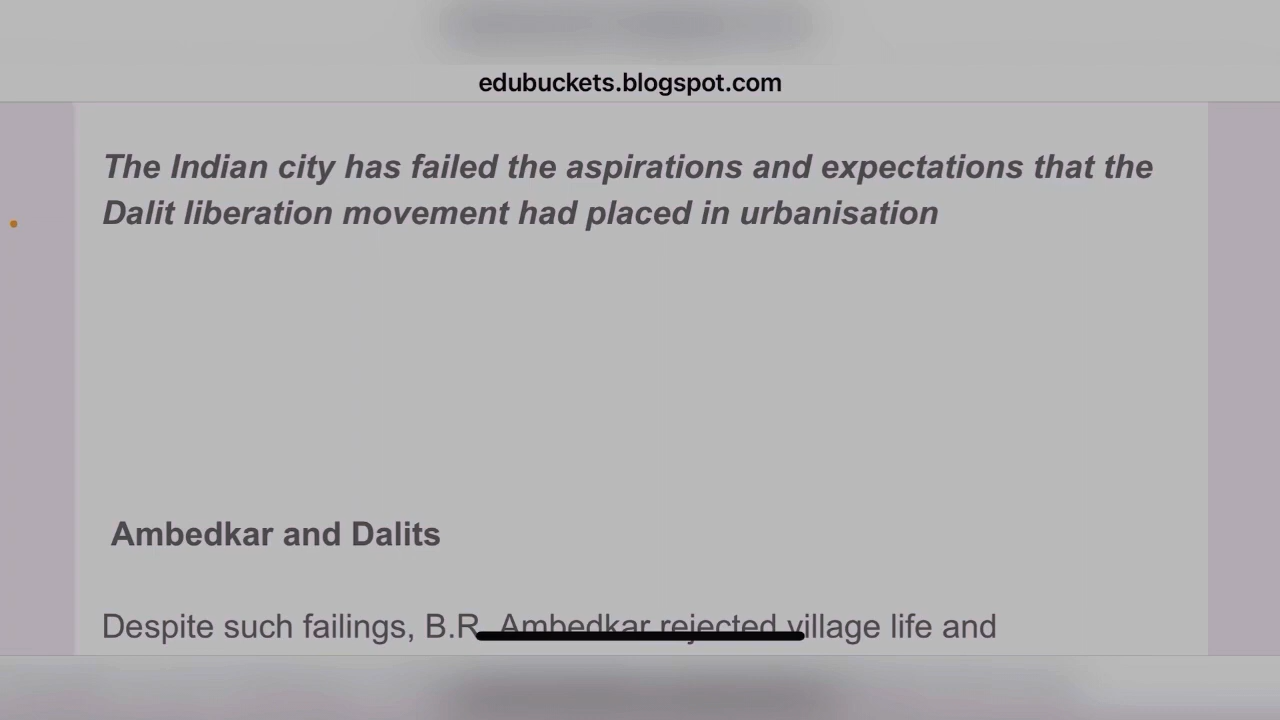 edubuckets.blogspot.com
The Indian city has failed the aspirations and expectations that the
Dalit liberation movement had placed in urbanisation
Ambedkar and Dalits
Despite such failings, B.R. Ambedkar rejected village life and